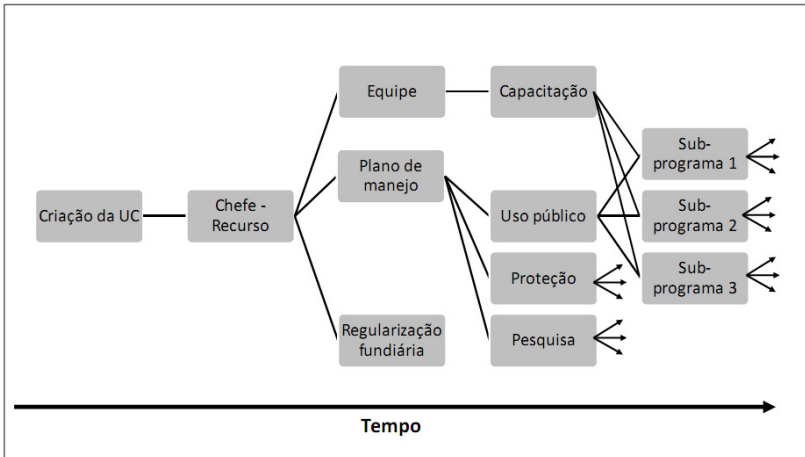 Criação da UC
Chefe -
Recurso
Equipe
Plano de
manejo
Regularização
fundiária
Capacitação
Uso público
Proteção
Pesquisa
Sub-
programa 1
Sub-
programa 2
Sub-
programa 3
Tempo